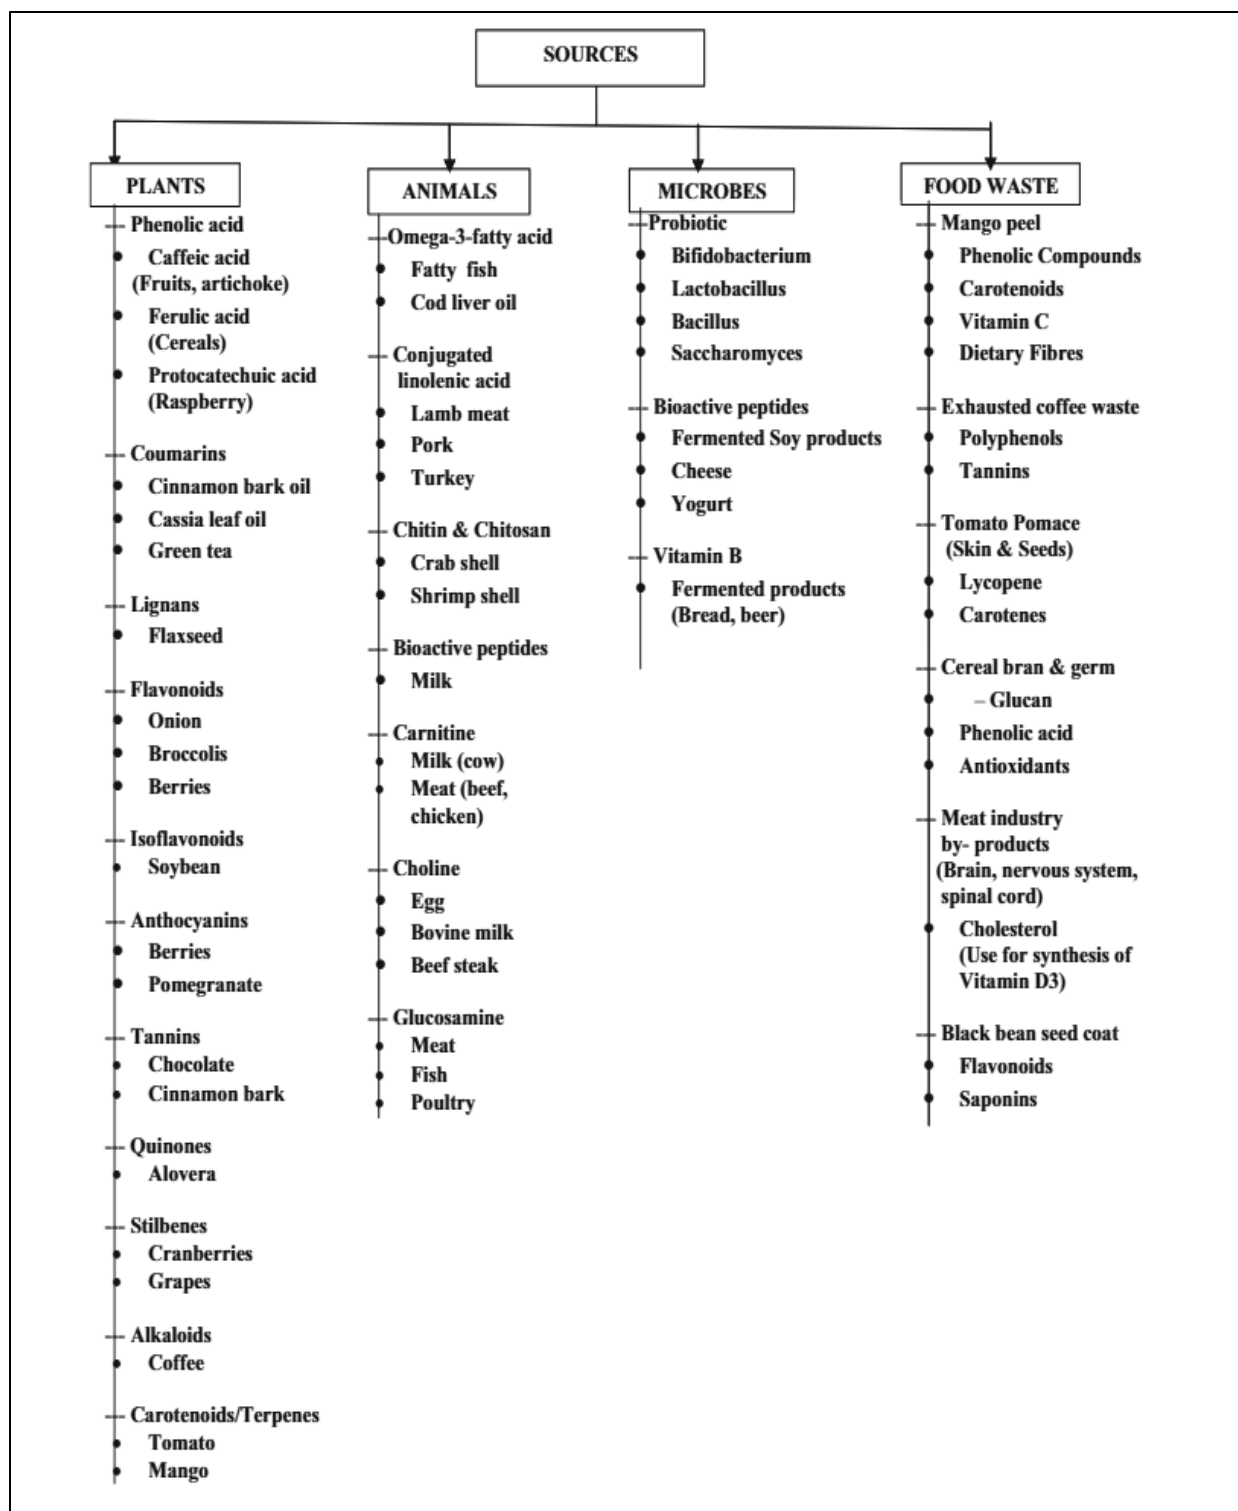 SOURCES
PLANTS
Phenolic acid
Caffeic acid
(Fruits, artichoke)
Ferulic acid
(Cereals)
Protocatechuic acid
(Raspberry)
Coumarins
Cinnamon bark oil
Cassia leaf oil
Green tea
Lignans
Flaxseed
Flavonoids
Onion
Broccolis
Berries
Isoflavonoids
Soybean
Anthocyanins
Berries
Pomegranate
Tannins
Chocolate
Cinnamon bark
Quinones
Alovera
Stilbenes
Cranberries
Grapes
Alkaloids
Coffee
Carotenoids/Terpenes
Tomato
Mango
ANIMALS
Omega-3-fatty acid
Fatty fish
Cod liver oil
Conjugated
linolenic acid
Lamb meat
Pork
Turkey
Chitin & Chitosan
Crab shell
Shrimp shell
Bioactive peptides
Milk
Carnitine
Milk (cow)
Meat (beef,
chicken)
Choline
Egg
Bovine milk
Beef steak
Glucosamine
Meat
Fish
Poultry
MICROBES
Probiotic
Bifidobacterium
Lactobacillus
Bacillus
Saccharomyces
Bioactive peptides
Fermented Soy products
Cheese
Yogurt
Vitamin B
Fermented products
(Bread, beer)
FOOD WASTE
Mango peel
Phenolic Compounds
Carotenoids
Vitamin C
Dietary Fibres
Exhausted coffee waste
Polyphenols
Tannins
Tomato Pomace
(Skin & Seeds)
Lycopene
Carotenes
Cereal bran & germ
– Glucan
Phenolic acid
Antioxidants
Meat industry
by- products
(Brain, nervous system,
spinal cord)
Cholesterol
(Use for synthesis of
Vitamin D3)
Black bean seed coat
Flavonoids
Saponins